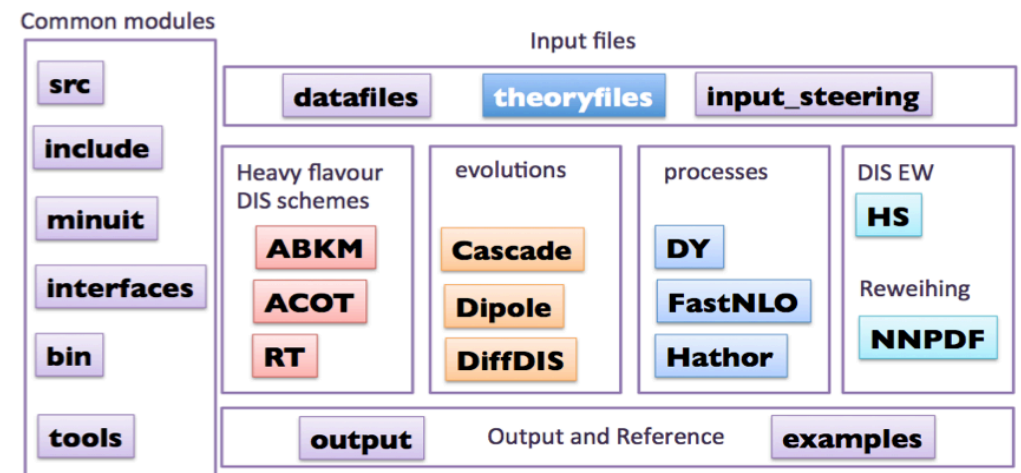 Common modules
src
include
minuit
interfaces
bin
tools
Input files
datafiles
theoryfiles
input_steering
Heavy flavour
DIS schemes
ABKM
ACOT
RT
evolutions
Cascade
Dipole
DiffDIS
processes
DY
FastNLO
Hathor
DIS EW
HS
Reweihing
NNPDF
output
Output and Reference
examples